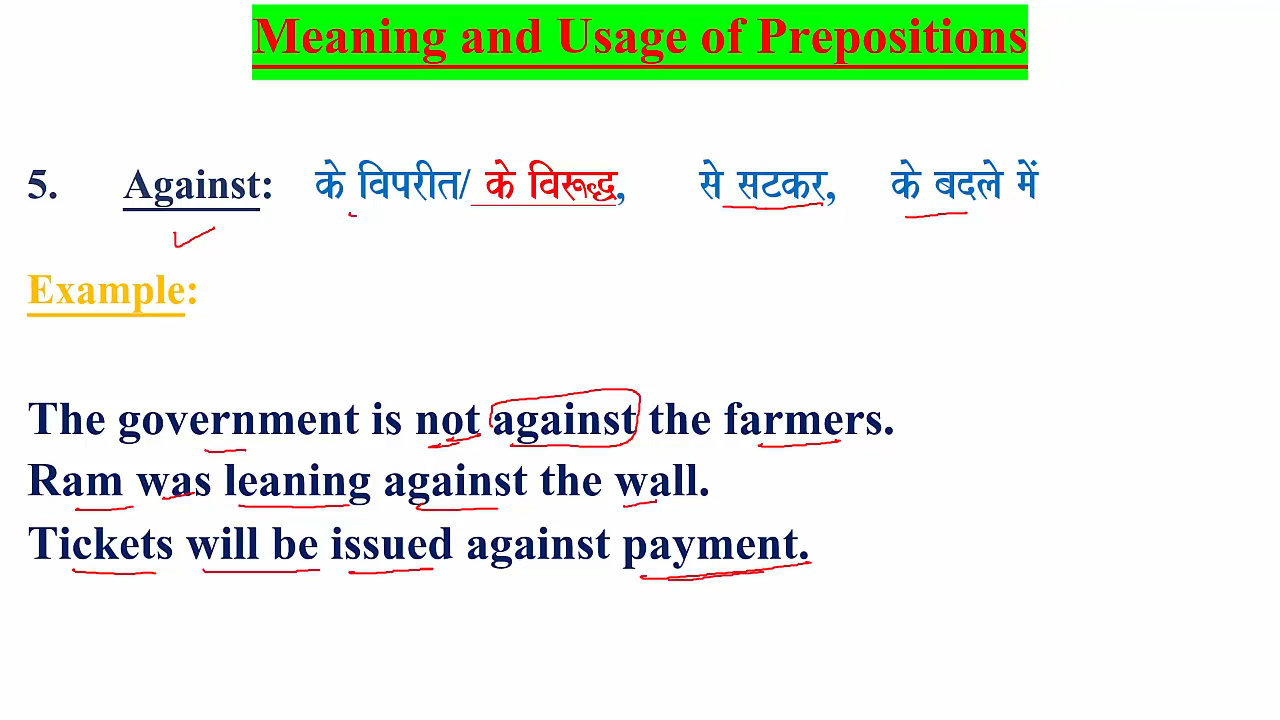 Meaning and Usage of Prepositions
5. Against: के विपरीत/ के विरूद्ध, से सटकर, के बदले में
Example:
The government is not against the farmers.
Ram was leaning against the wall.
Tickets will be issued against payment.